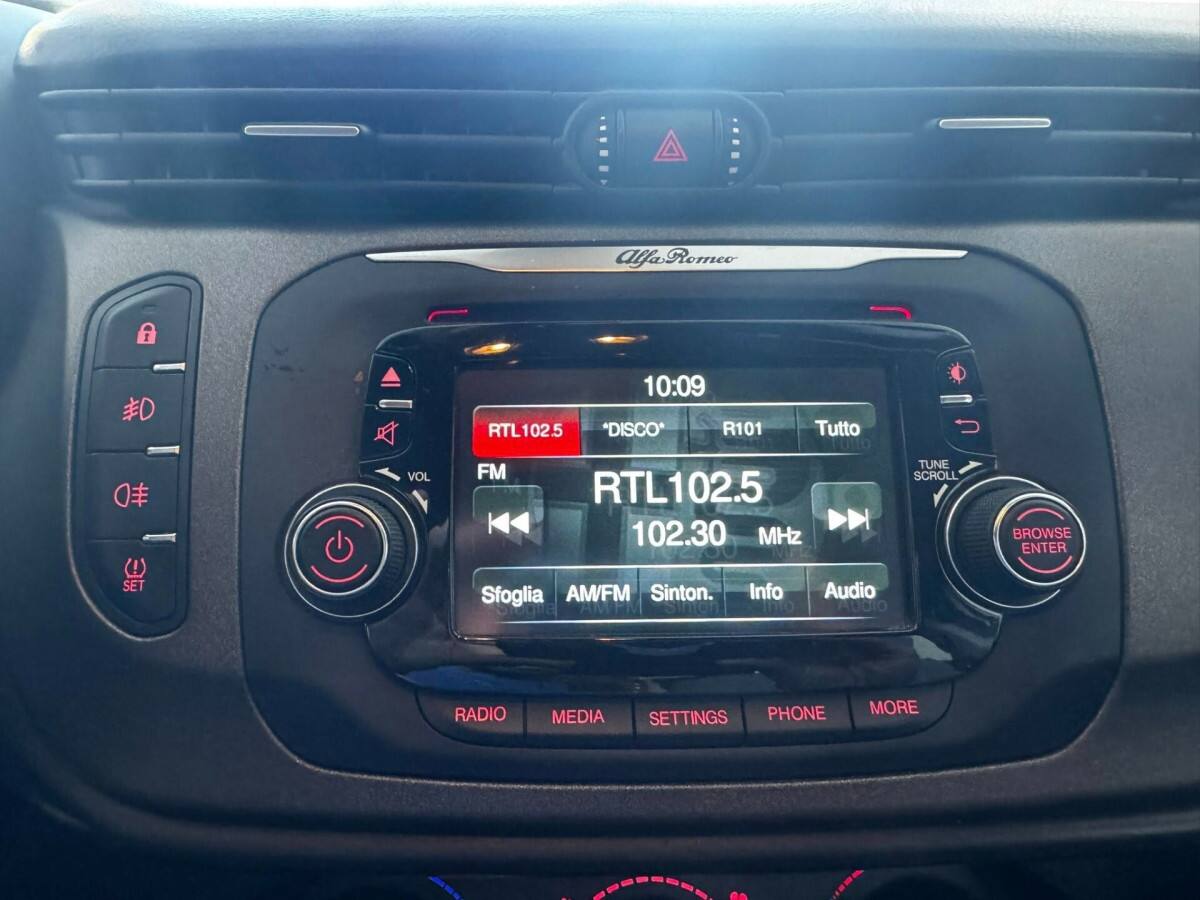 Alfa Romeo
10:09
RTL102.5 *DISCO* R101 Tutto
FM
RTL102.5
102.30 MHz
Sfoglia AM/FM Sinton. Info Audio
VOL
TUNE
SCROLL
BROWSE
ENTER
SET
RADIO MEDIA SETTINGS PHONE MORE